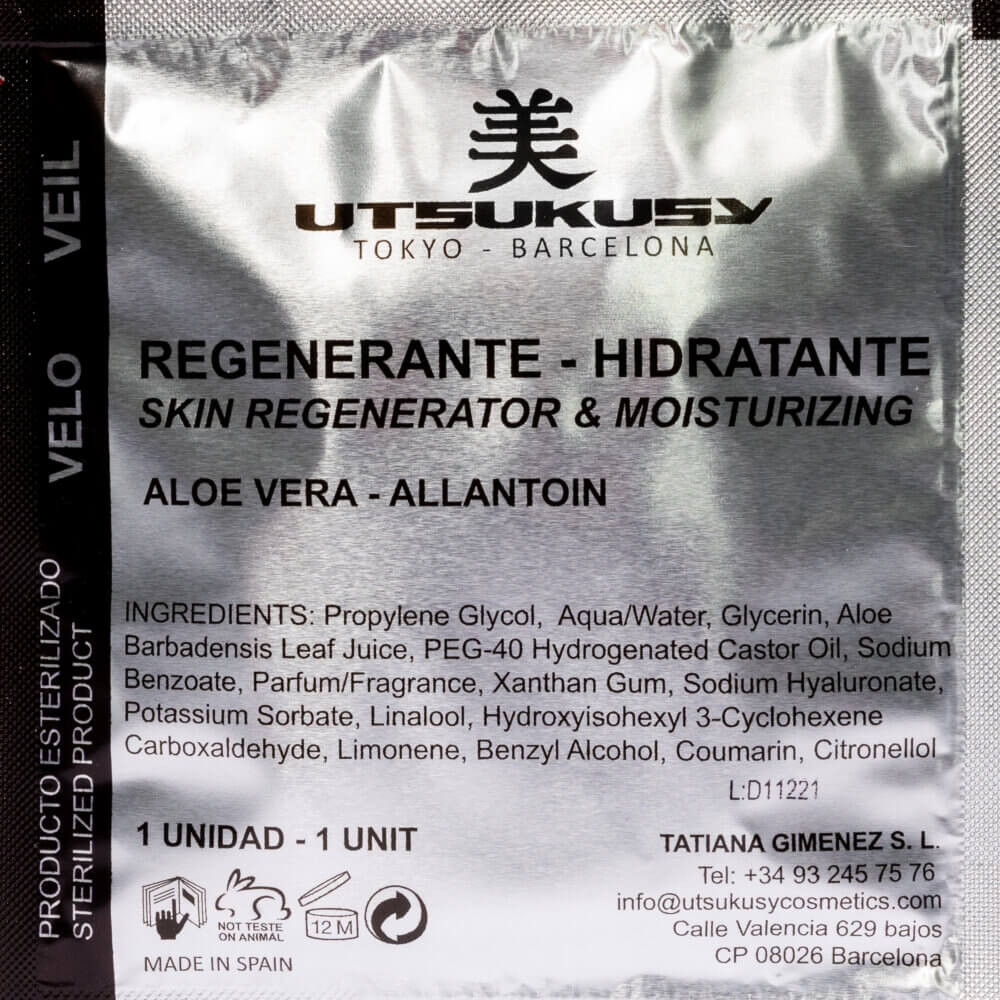 美
UTSUKUSY
TOKYO - BARCELONA
VELO VEIL
PRODUCTO ESTERILIZADO
STERILIZED PRODUCT
REGENERANTE - HIDRATANTE
SKIN REGENERATOR & MOISTURIZING
ALOE VERA - ALLANTOIN
INGREDIENTS: Propylene Glycol, Aqua/Water, Glycerin, Aloe
Barbadensis Leaf Juice, PEG-40 Hydrogenated Castor Oil, Sodium
Benzoate, Parfum/Fragrance, Xanthan Gum, Sodium Hyaluronate,
Potassium Sorbate, Linalool, Hydroxyisohexyl 3-Cyclohexene
Carboxaldehyde, Limonene, Benzyl Alcohol, Coumarin, Citronellol
L:D11221
1 UNIDAD - 1 UNIT
NOT TESTE
ON ANIMAL
12 M
MADE IN SPAIN
TATIANA GIMENEZ S. L.
Tel: +34 93 245 75 76
info@utsukusycosmetics.com
Calle Valencia 629 bajos
CP 08026 Barcelona